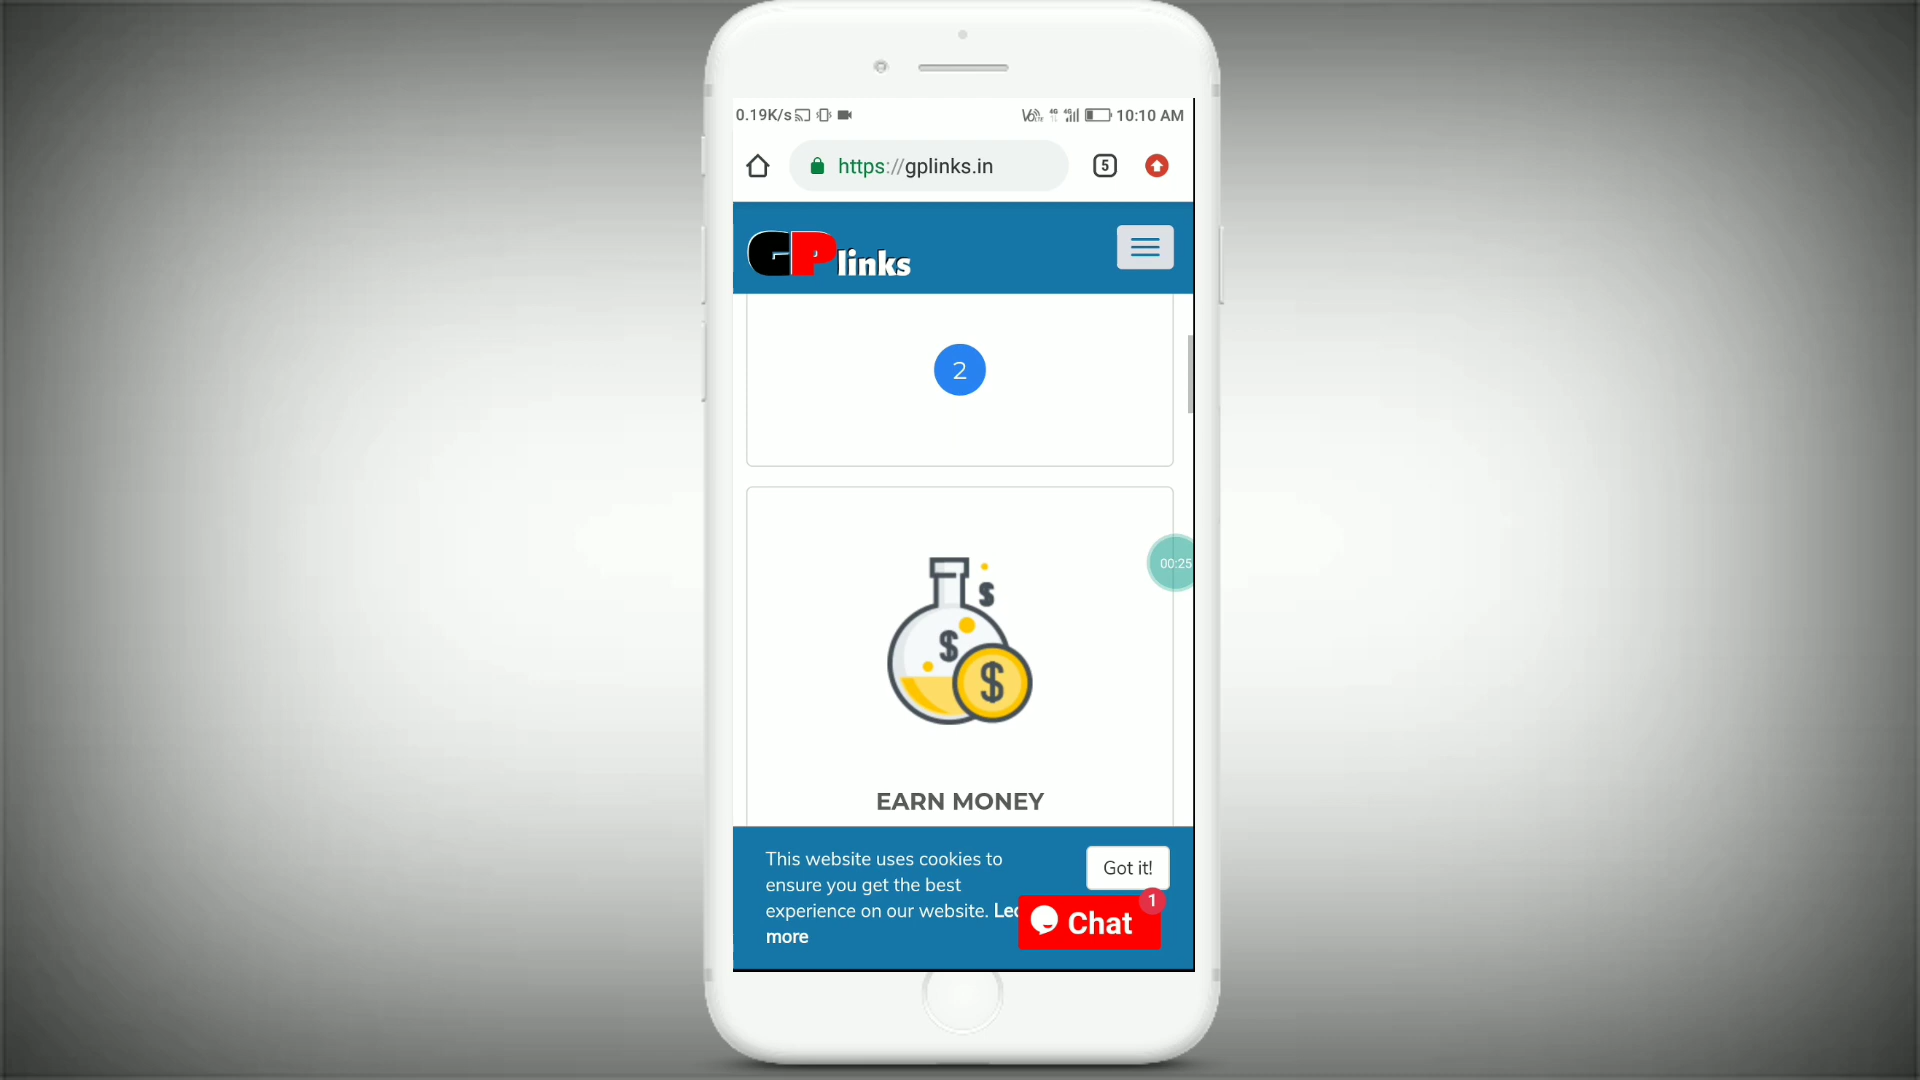 0.19K/s
10:10 AM
https://gplinks.in
5
GPlinks
2
$
$
$
00:25
EARN MONEY
This website uses cookies to
ensure you get the best
experience on our website.
more
Got it!
1
Chat